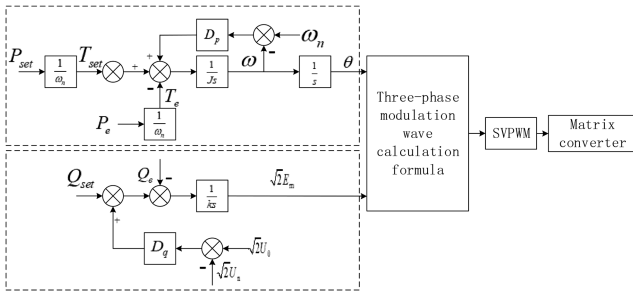 P_set
1/ω_n
T_set
+
+
+
−
D_p
−
ω_n
1/Js
ω
1/s
θ
T_e
P_e
1/ω_n
Three-phase
modulation
wave
calculation
formula
SVPWM
Matrix
converter
Q_set
Q_e
−
1/ks
√2E_m
+
D_q
−
√2U_0
√2U_n